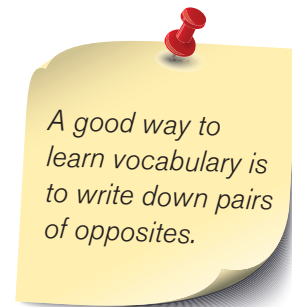 A good way to
learn vocabulary is
to write down pairs
of opposites.